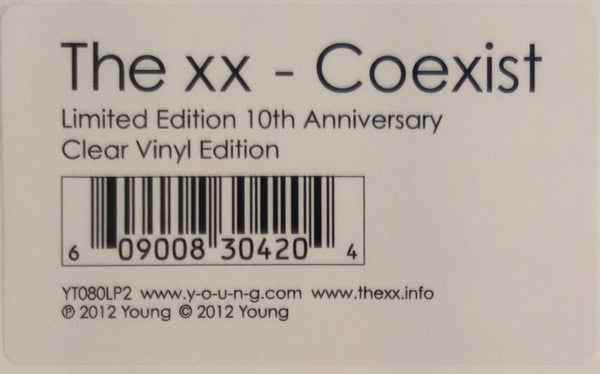 The xx - Coexist
Limited Edition 10th Anniversary
Clear Vinyl Edition
6 09008 30420 4
YT080LP2 www.y-o-u-n-g.com www.thexx.info
℗ 2012 Young © 2012 Young